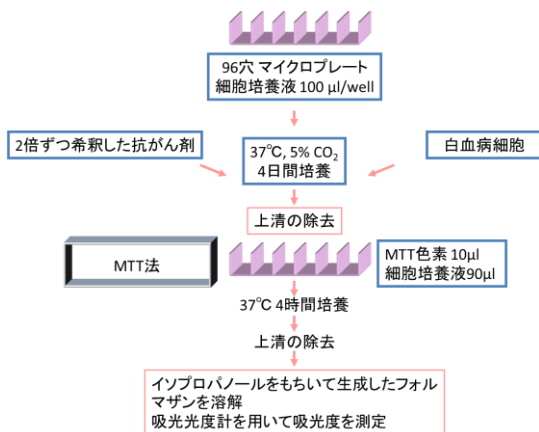 96穴 マイクロプレート
細胞培養液 100 μl/well
2倍ずつ希釈した抗がん剤
37℃, 5% CO₂
4日間培養
白血病細胞
上清の除去
MTT法
MTT色素 10μl
細胞培養液90μl
37℃ 4時間培養
上清の除去
イソプロパノールをもちいて生成したフォル
マザンを溶解
吸光光度計を用いて吸光度を測定